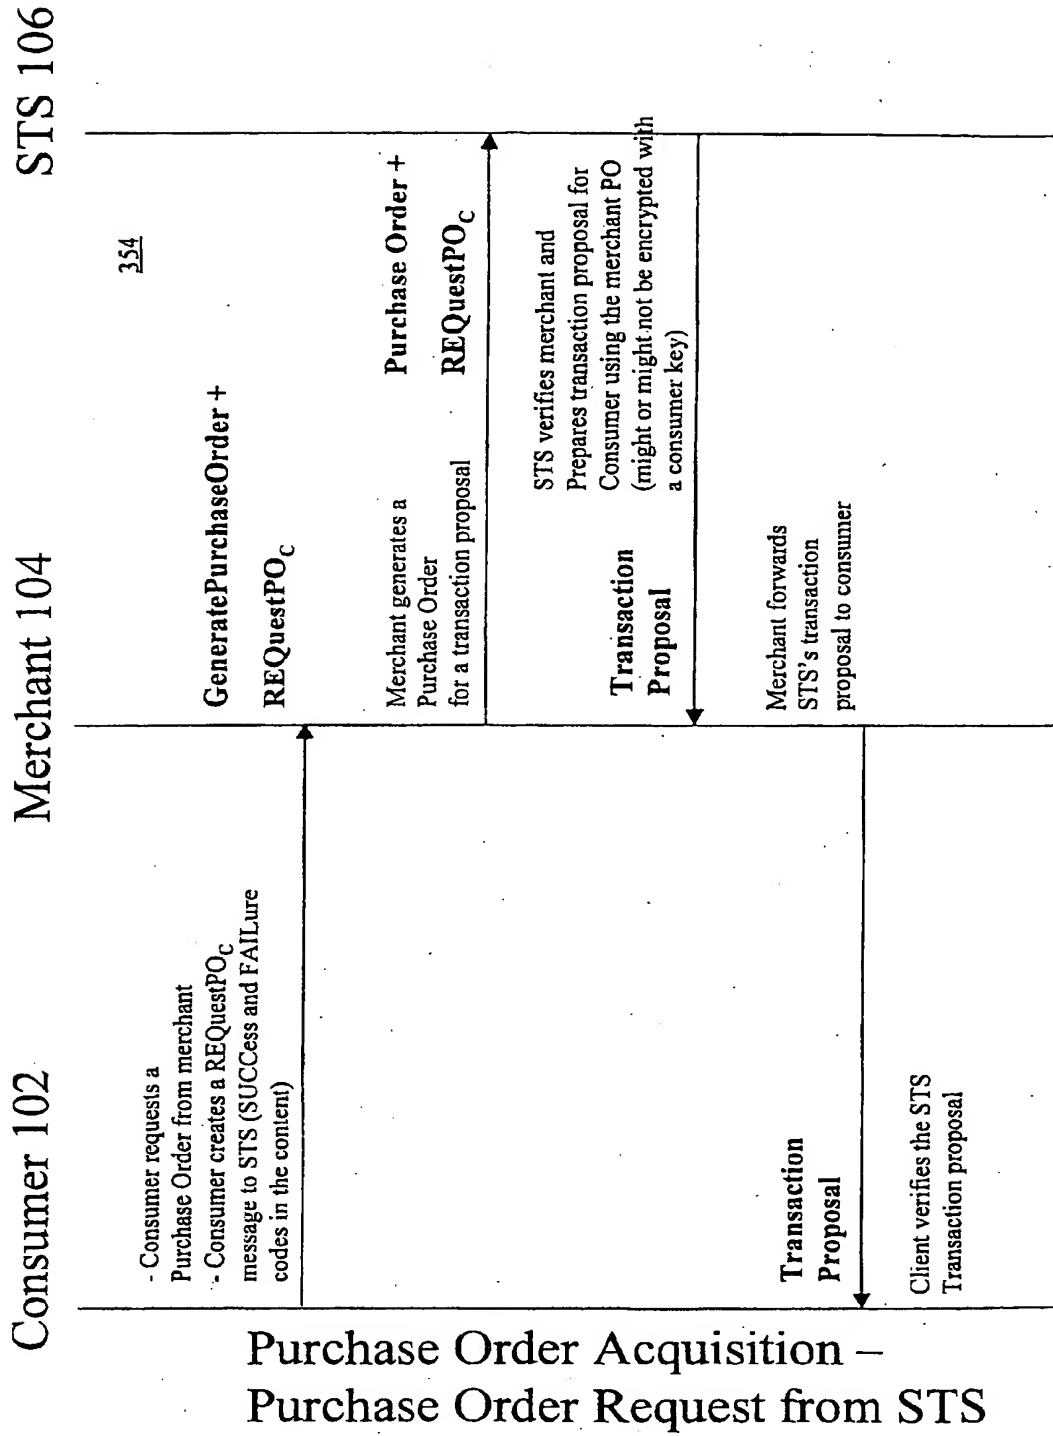 Consumer 102
Merchant 104
STS 106
354
- Consumer requests a
Purchase Order from merchant
- Consumer creates a REQuestPOC
message to STS (SUCCess and FAILure
codes in the content)
GeneratePurchaseOrder +
REQuestPOC
Merchant generates a
Purchase Order
for a transaction proposal
Purchase Order +
REQuestPOC
STS verifies merchant and
Prepares transaction proposal for
Consumer using the merchant PO
(might or might not be encrypted with
a consumer key)
Transaction
Proposal
Merchant forwards
STS's transaction
proposal to consumer
Transaction
Proposal
Client verifies the STS
Transaction proposal
Purchase Order Acquisition –
Purchase Order Request from STS